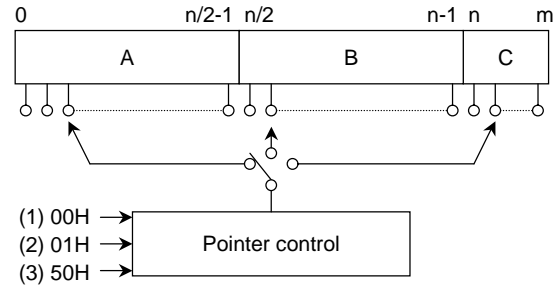 0 n/2-1 n/2 n-1 n m
A B C
(1) 00H
(2) 01H
(3) 50H
Pointer control